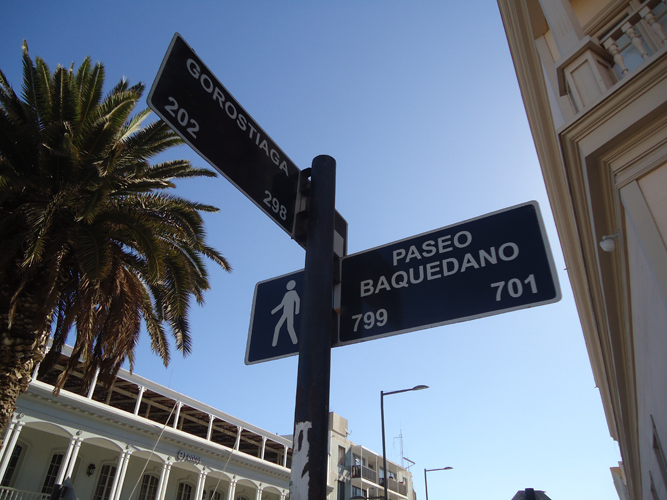 GOROSTIAGA
202 298
PASEO
BAQUEDANO
799 701